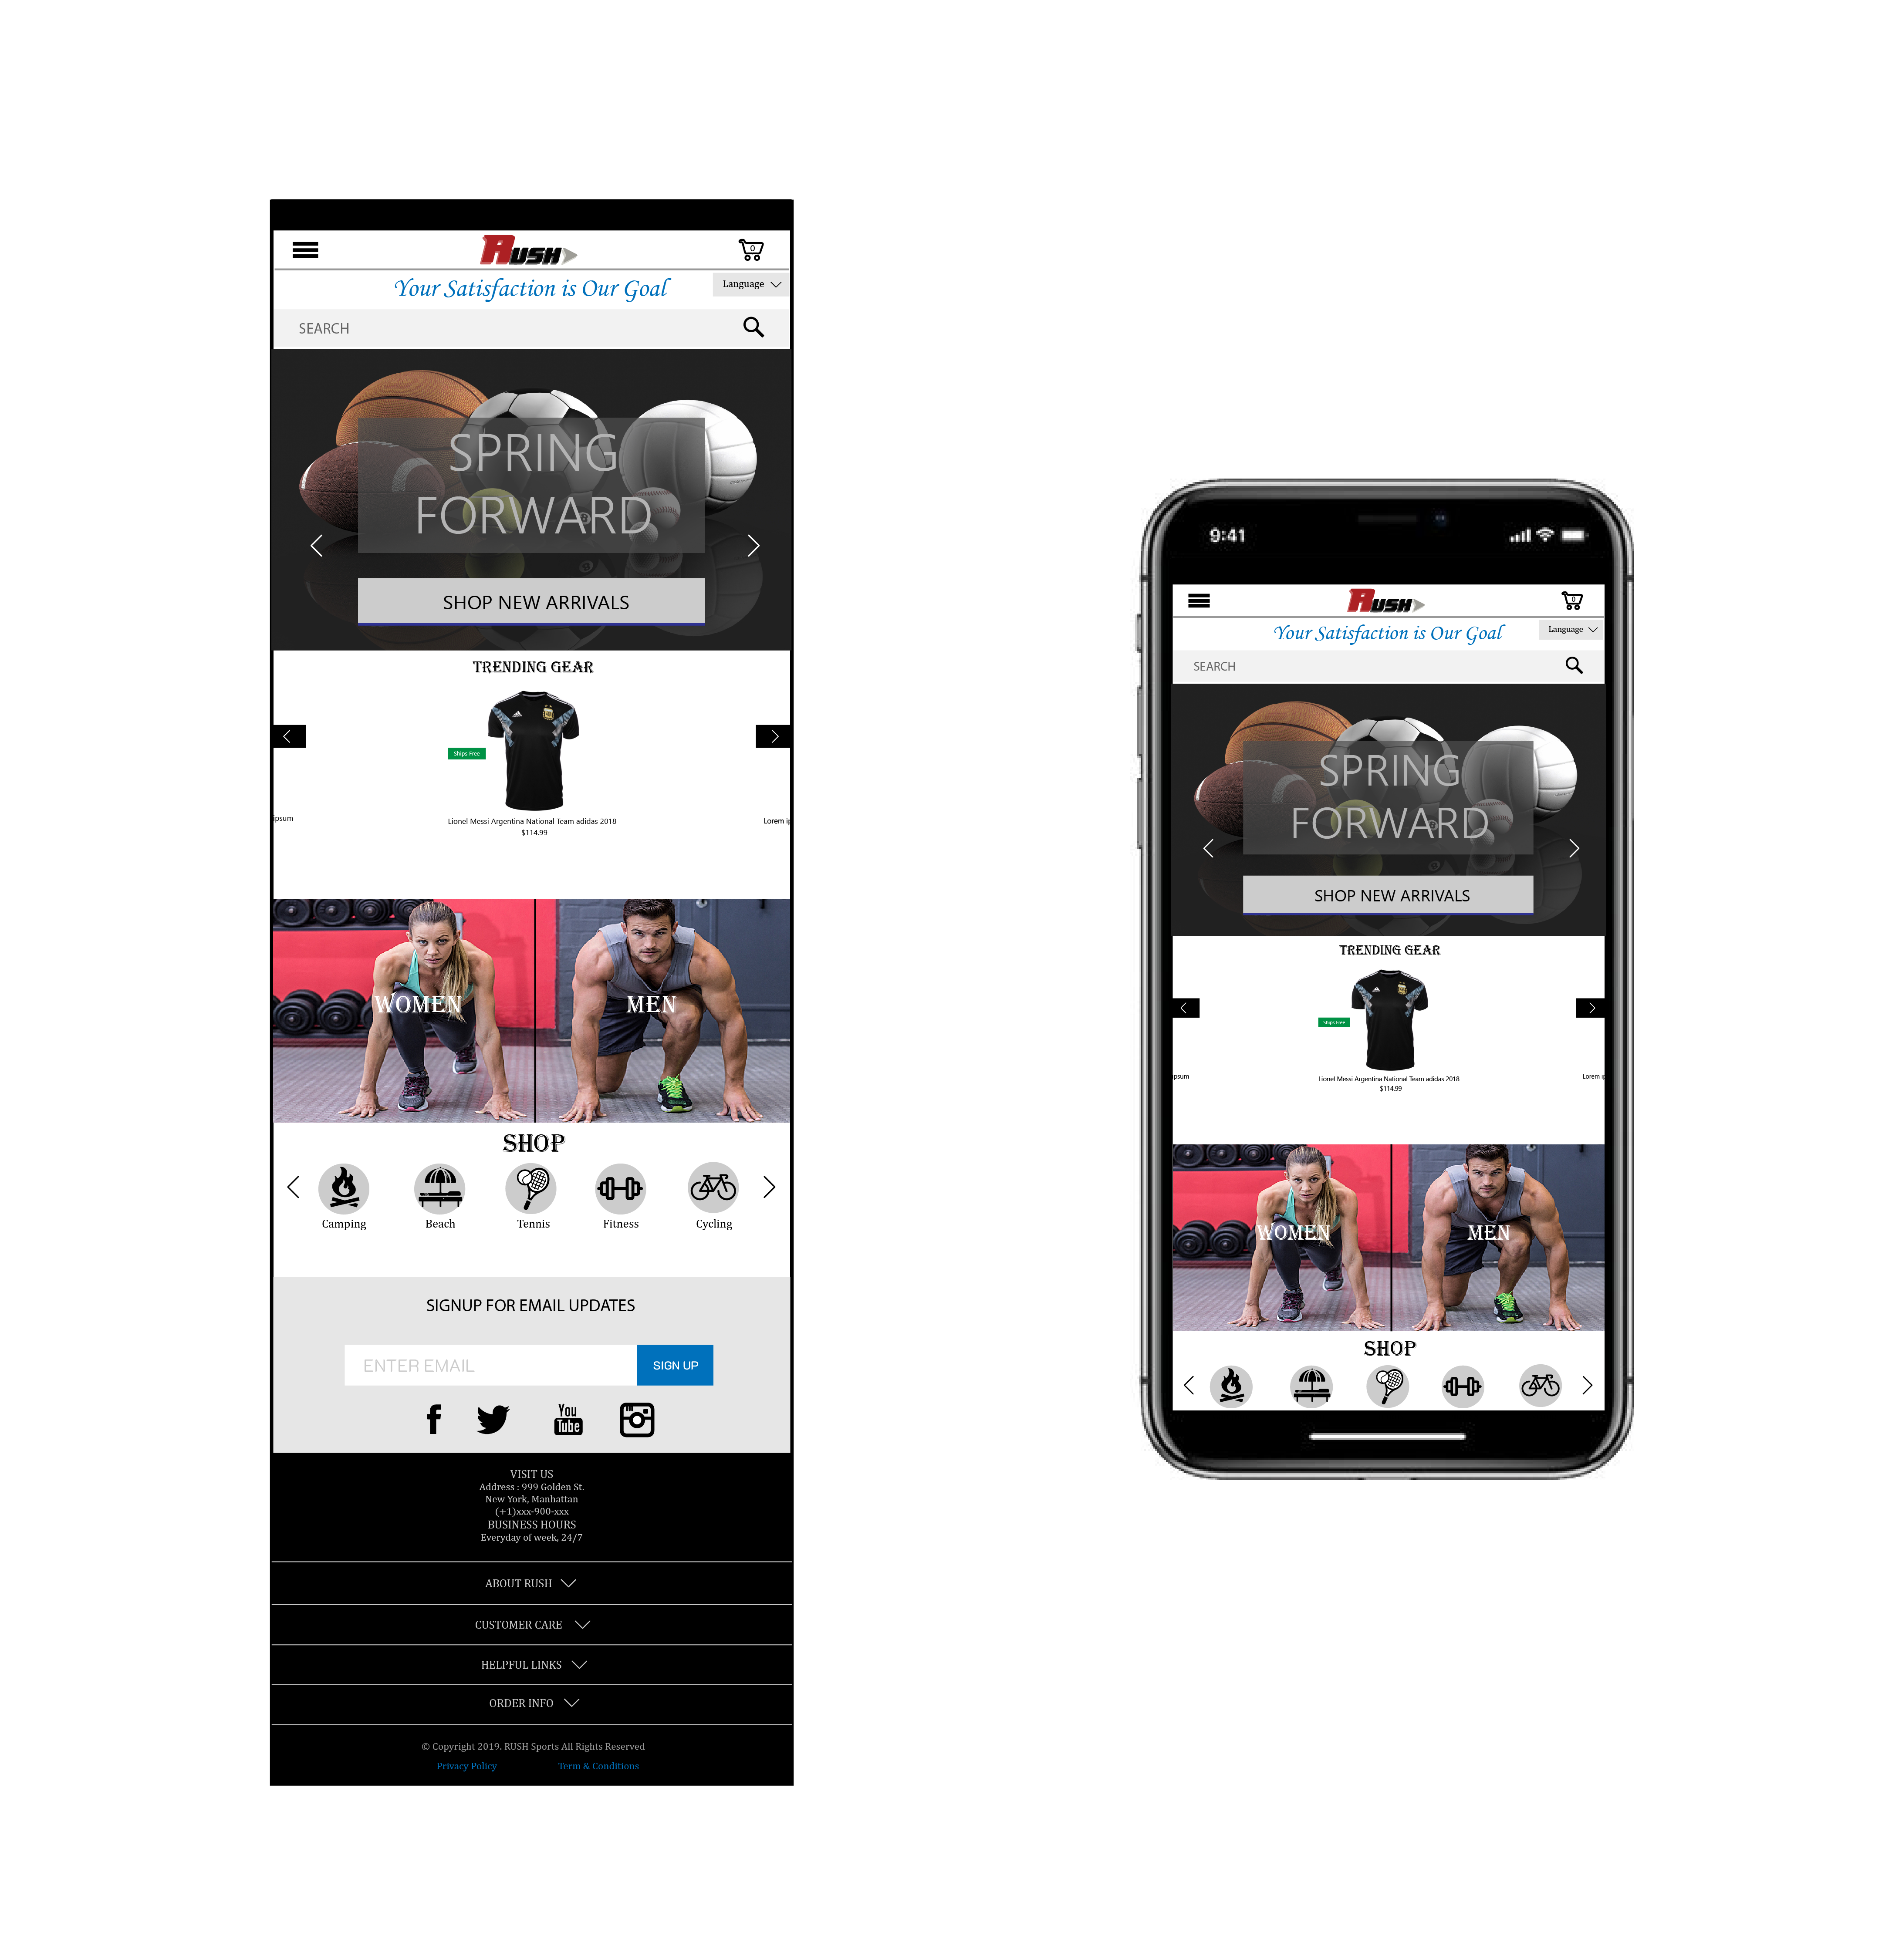 RUSH
0
Your Satisfaction is Our Goal
Language
SEARCH
SPRING
FORWARD
SHOP NEW ARRIVALS
TRENDING GEAR
adidas
Ships Free
ipsum
Lorem ip
Lionel Messi Argentina National Team adidas 2018
$114.99
WOMEN
MEN
SHOP
Camping
Beach
Tennis
Fitness
Cycling
SIGNUP FOR EMAIL UPDATES
ENTER EMAIL
SIGN UP
f
You
Tube
VISIT US
Address : 999 Golden St.
New York, Manhattan
(+1)xxx-900-xxx
BUSINESS HOURS
Everyday of week, 24/7
ABOUT RUSH
CUSTOMER CARE
HELPFUL LINKS
ORDER INFO
© Copyright 2019. RUSH Sports All Rights Reserved
Privacy Policy
Term & Conditions
9:41
RUSH
0
Your Satisfaction is Our Goal
Language
SEARCH
SPRING
FORWARD
SHOP NEW ARRIVALS
TRENDING GEAR
Ships Free
ipsum
Lorem ip
Lionel Messi Argentina National Team adidas 2018
$114.99
WOMEN
MEN
SHOP